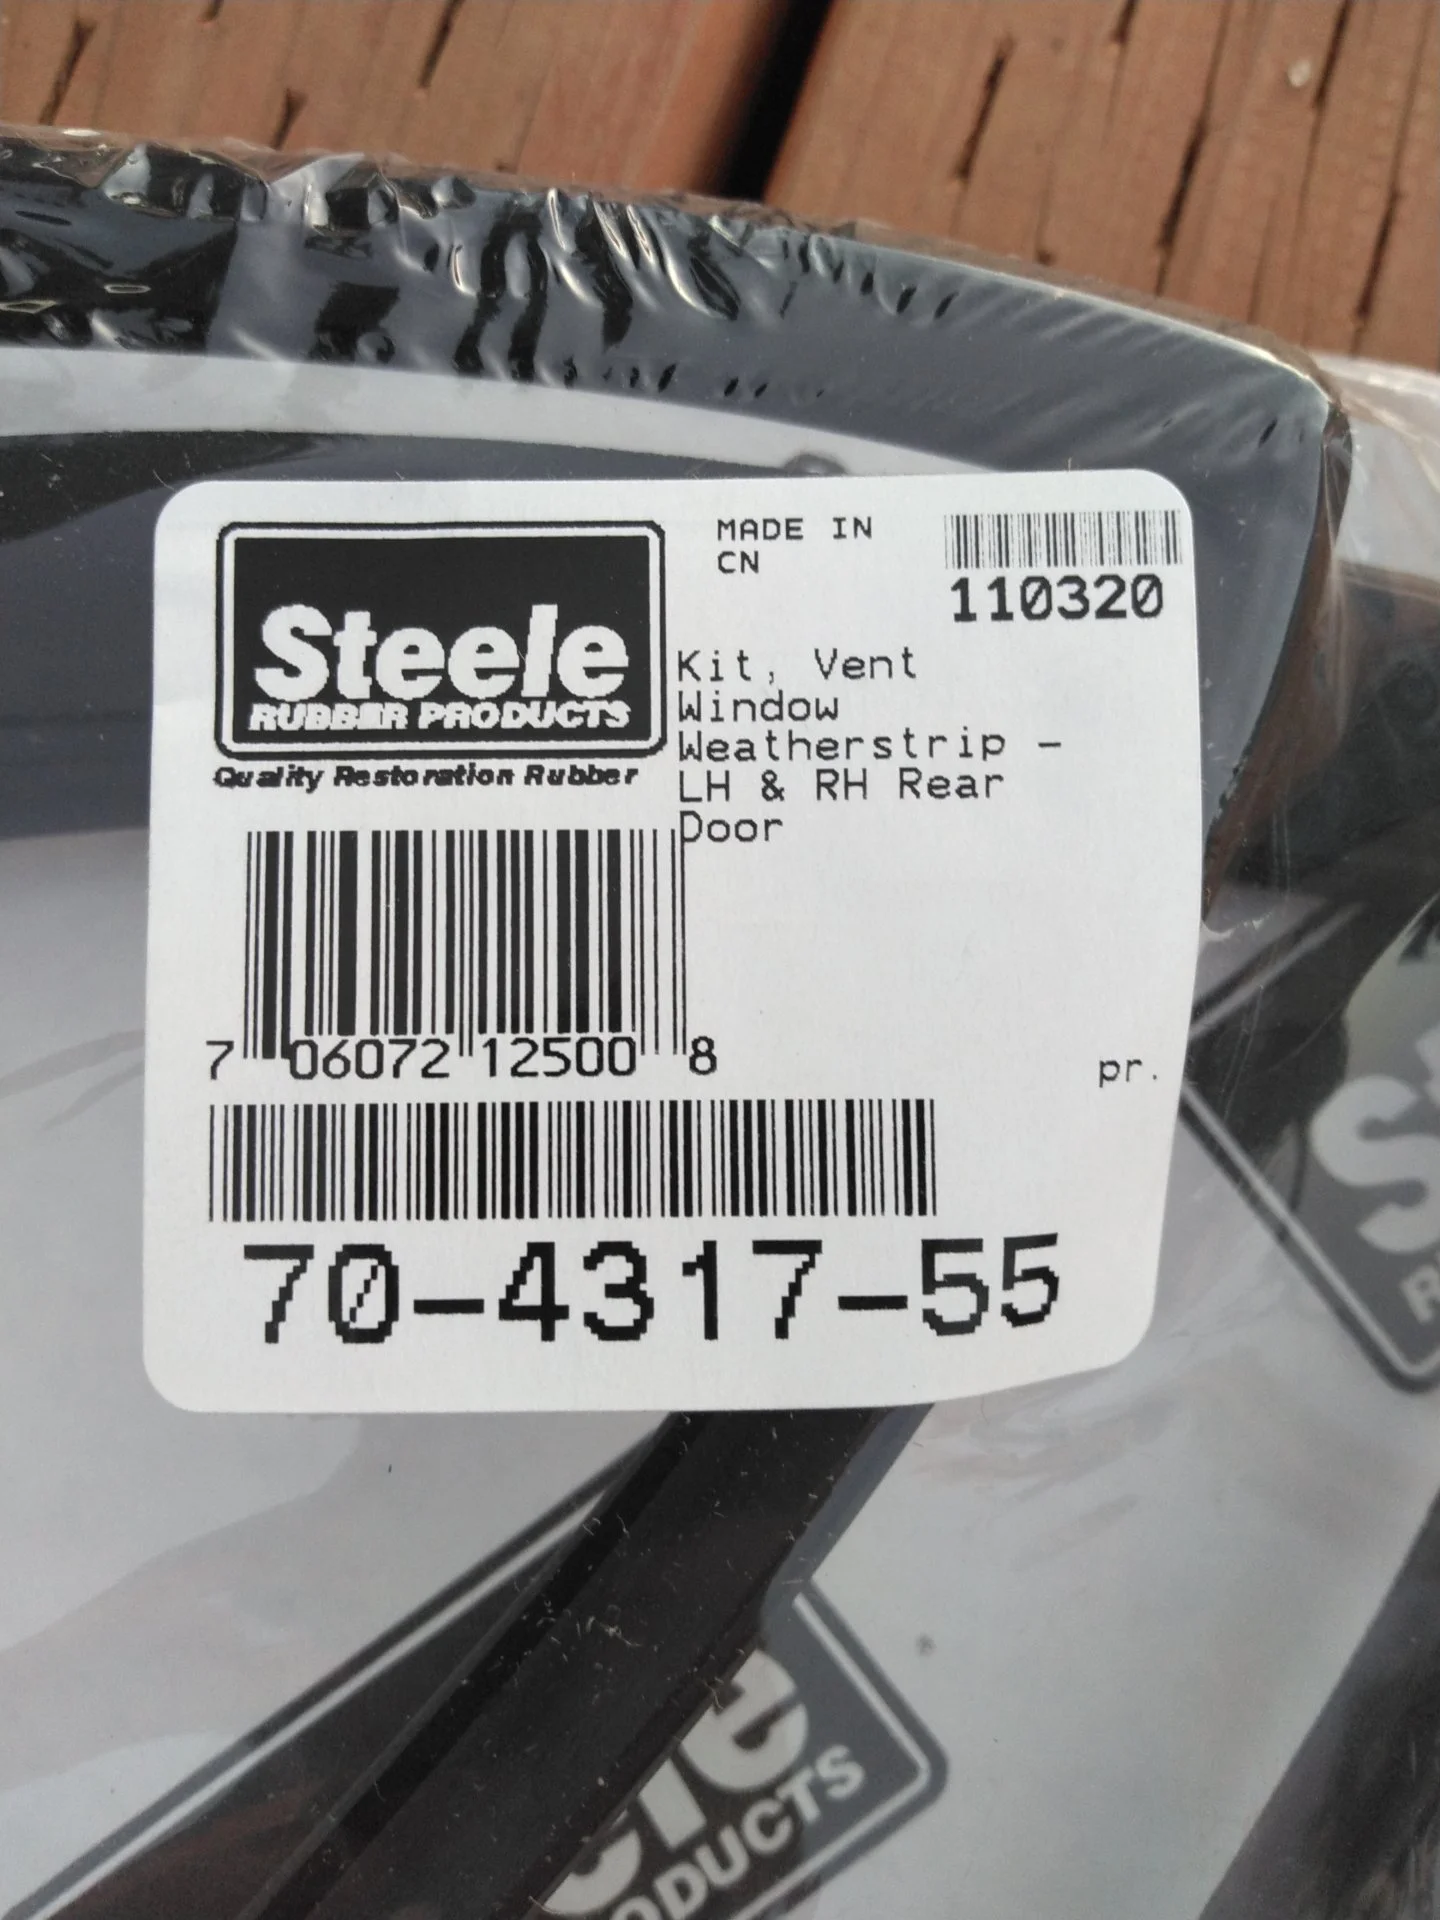 Steele
RUBBER PRODUCTS
Quality Restoration Rubber
MADE IN
CN
110320
Kit, Vent
Window
Weatherstrip -
LH & RH Rear
Door
7 06072 12500 8
pr.
70-4317-55